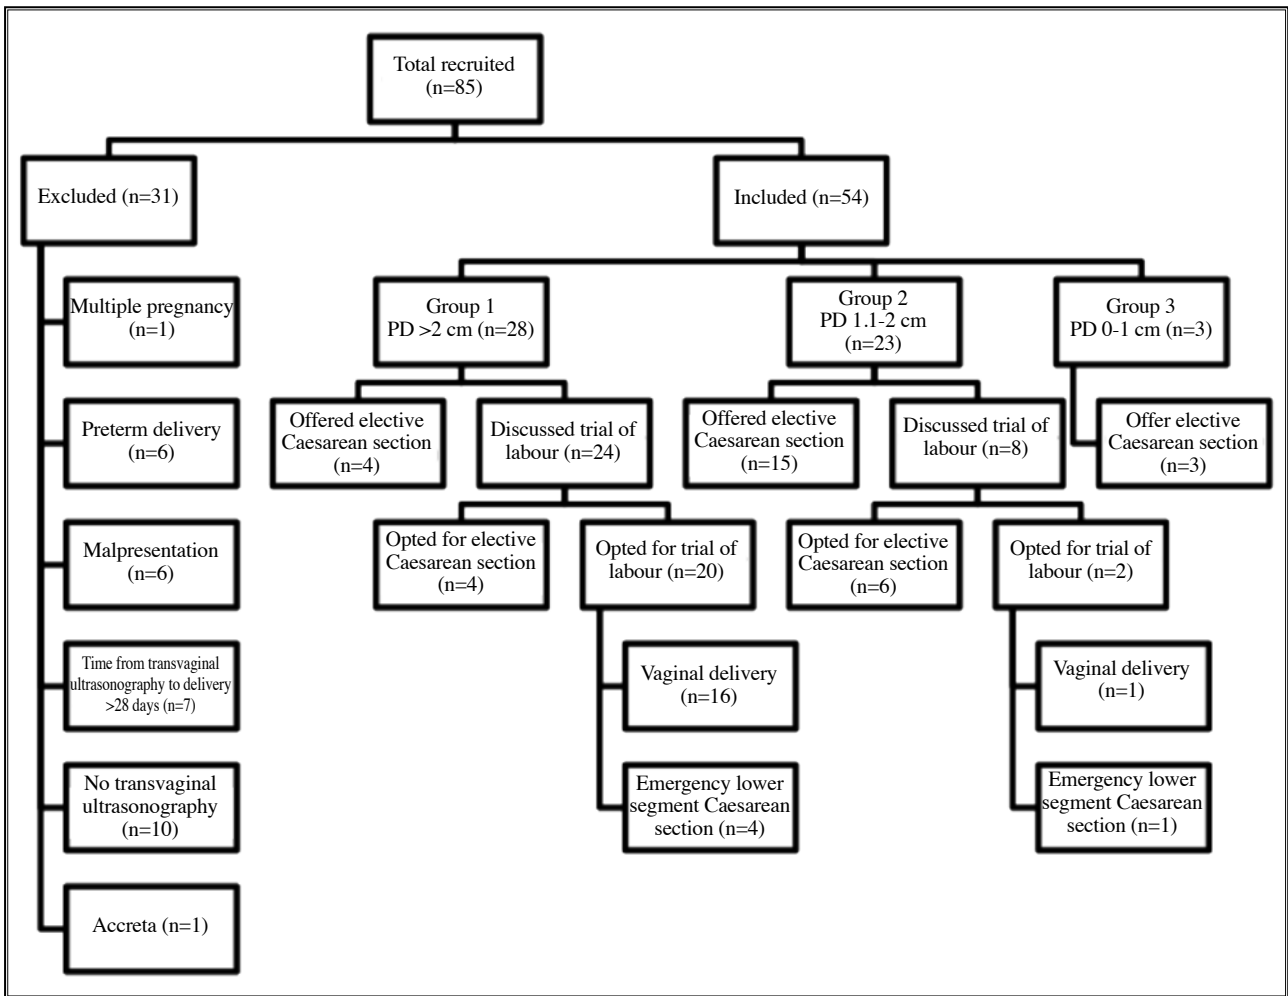 Total recruited
(n=85)
Excluded (n=31)
Included (n=54)
Multiple pregnancy
(n=1)
Preterm delivery
(n=6)
Malpresentation
(n=6)
Time from transvaginal
ultrasonography to delivery
>28 days (n=7)
No transvaginal
ultrasonography
(n=10)
Accreta (n=1)
Group 1
PD >2 cm (n=28)
Offered elective
Caesarean section
(n=4)
Discussed trial of
labour (n=24)
Opted for elective
Caesarean section
(n=4)
Opted for trial of
labour (n=20)
Vaginal delivery
(n=16)
Emergency lower
segment Caesarean
section (n=4)
Group 2
PD 1.1-2 cm
(n=23)
Offered elective
Caesarean section
(n=15)
Discussed trial of
labour (n=8)
Opted for elective
Caesarean section
(n=6)
Opted for trial of
labour (n=2)
Vaginal delivery
(n=1)
Emergency lower
segment Caesarean
section (n=1)
Group 3
PD 0-1 cm (n=3)
Offer elective
Caesarean section
(n=3)